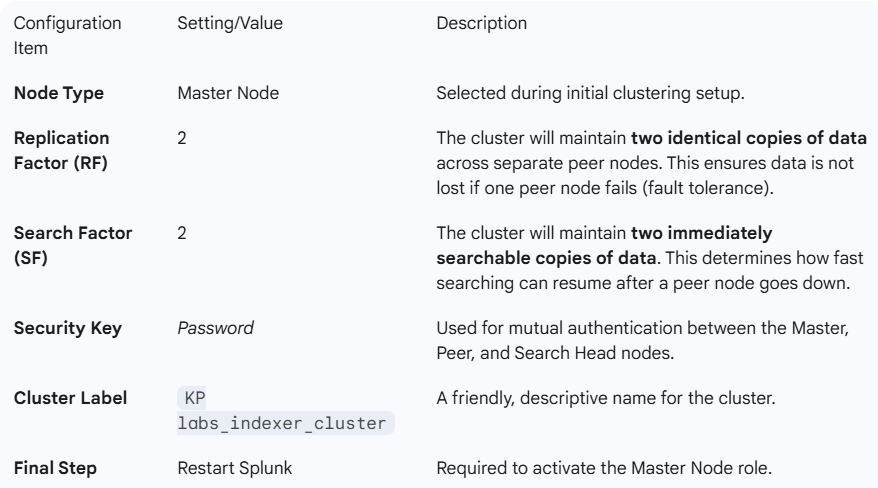 Configuration Item Setting/Value Description
Node Type Master Node Selected during initial clustering setup.
Replication Factor (RF) 2 The cluster will maintain two identical copies of data
across separate peer nodes. This ensures data is not
lost if one peer node fails (fault tolerance).
Search Factor (SF) 2 The cluster will maintain two immediately
searchable copies of data. This determines how fast
searching can resume after a peer node goes down.
Security Key Password Used for mutual authentication between the Master,
Peer, and Search Head nodes.
Cluster Label KP labs_indexer_cluster A friendly, descriptive name for the cluster.
Final Step Restart Splunk Required to activate the Master Node role.